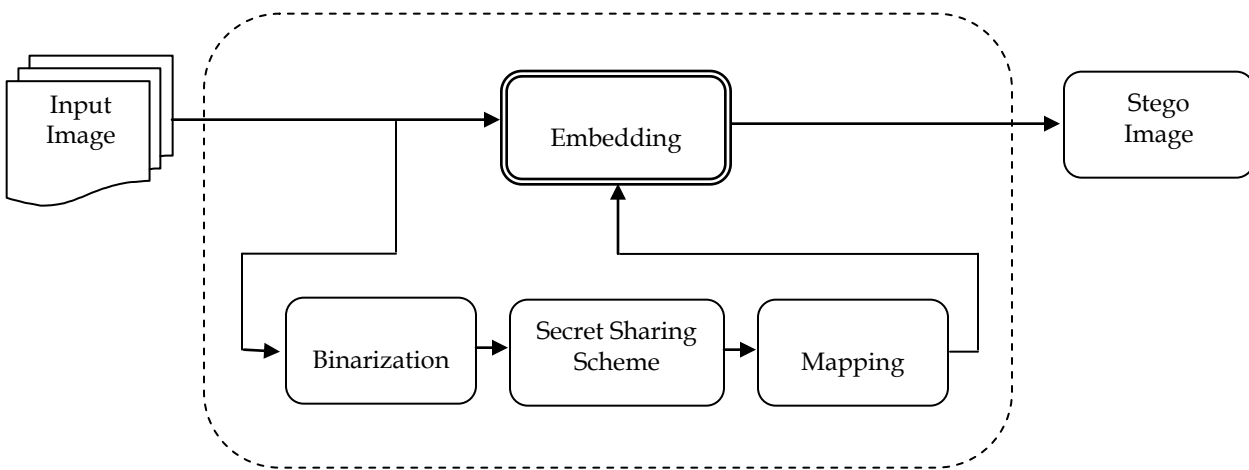 Input
Image
Embedding
Stego
Image
Binarization
Secret Sharing
Scheme
Mapping